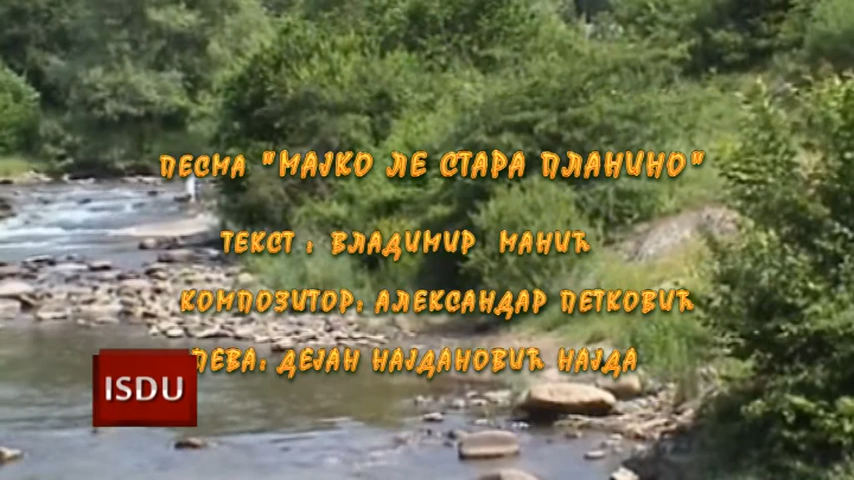 ПЕСМА "МАЈКО ЛЕ СТАРА ПЛАНИНО"
ТЕКСТ : ВЛАДИМИР МАНИЋ
КОМПОЗИТОР: АЛЕКСАНДАР ПЕТКОВИЋ
ПЕВА: ДЕЈАН НАЈДАНОВИЋ НАЈДА
ISDU